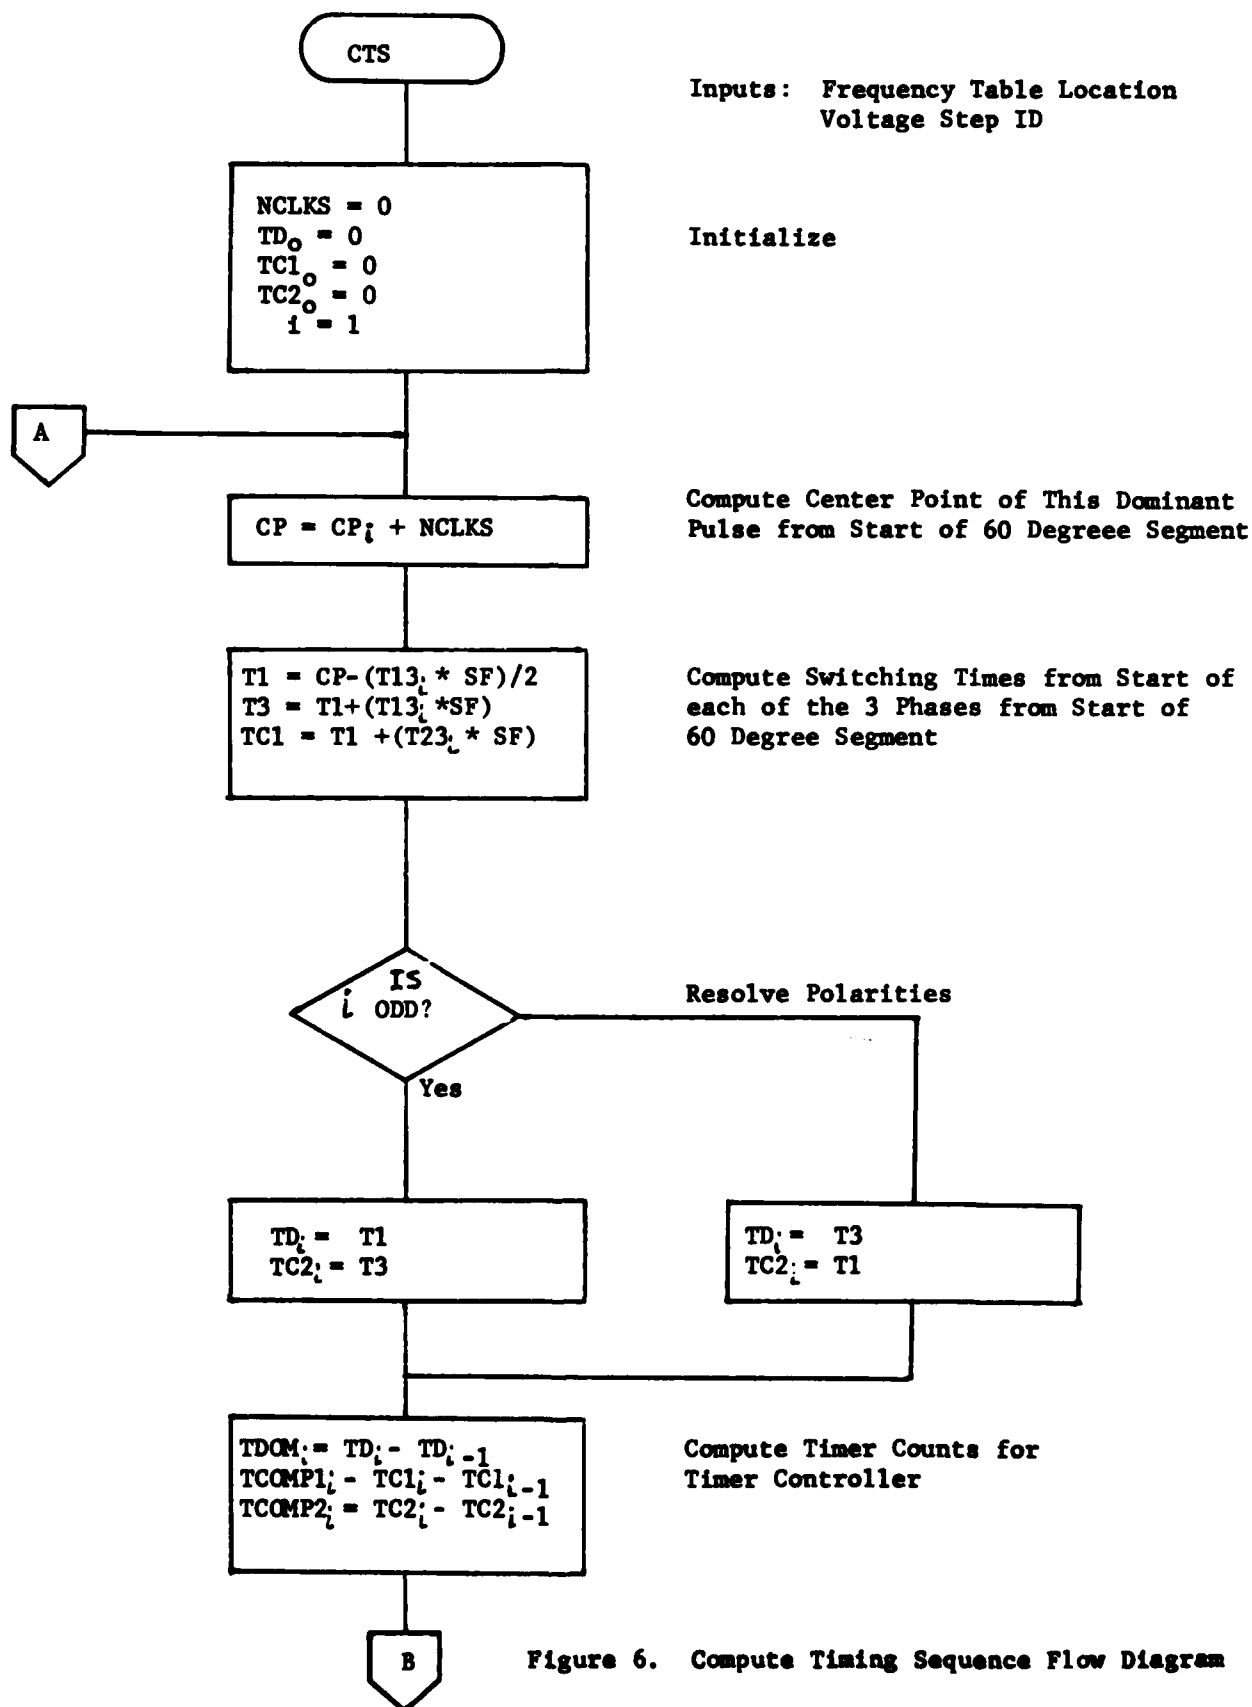 CTS
Inputs: Frequency Table Location
Voltage Step ID
NCLKS = 0
TDo = 0
TC1o = 0
TC2o = 0
i = 1
Initialize
A
CP = CPi + NCLKS
Compute Center Point of This Dominant
Pulse from Start of 60 Degreee Segment
T1 = CP-(T13i * SF)/2
T3 = T1+(T13i *SF)
TC1 = T1 +(T23i * SF)
Compute Switching Times from Start of
each of the 3 Phases from Start of
60 Degree Segment
IS
i ODD?
Resolve Polarities
Yes
TDi = T1
TC2i = T3
TDi = T3
TC2i = T1
TDOMi = TDi - TDi-1
TCOMP1i - TC1i - TC1i-1
TCOMP2i = TC2i - TC2i-1
Compute Timer Counts for
Timer Controller
B
Figure 6. Compute Timing Sequence Flow Diagram